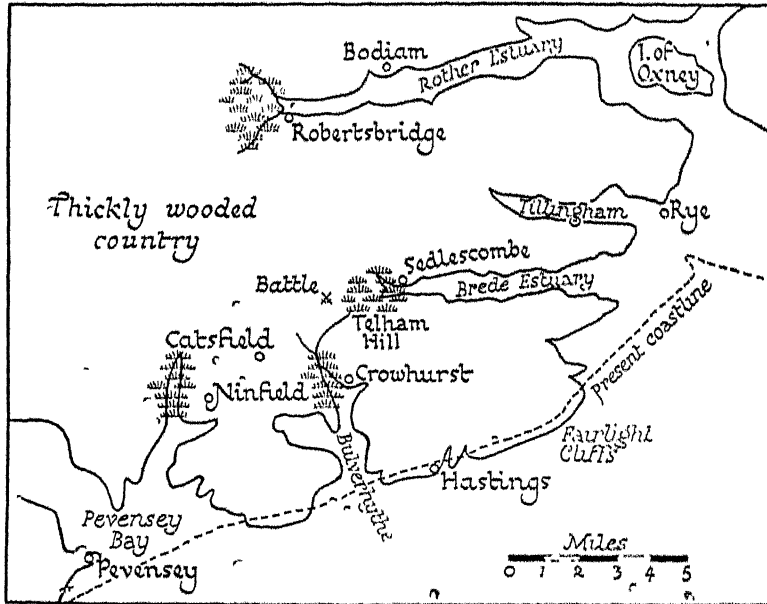 Bodiam
Rother Estuary
I. of
Oxney
Robertsbridge
Thickly wooded
country
Tillingham
Rye
Sedlescombe
Battle
Brede Estuary
Telham
Hill
Catsfield
Crowhurst
Ninfield
Present coastline
Fairlight
Cliffs
Bulverhythe
Hastings
Pevensey
Bay
Pevensey
Miles
0 1 2 3 4 5